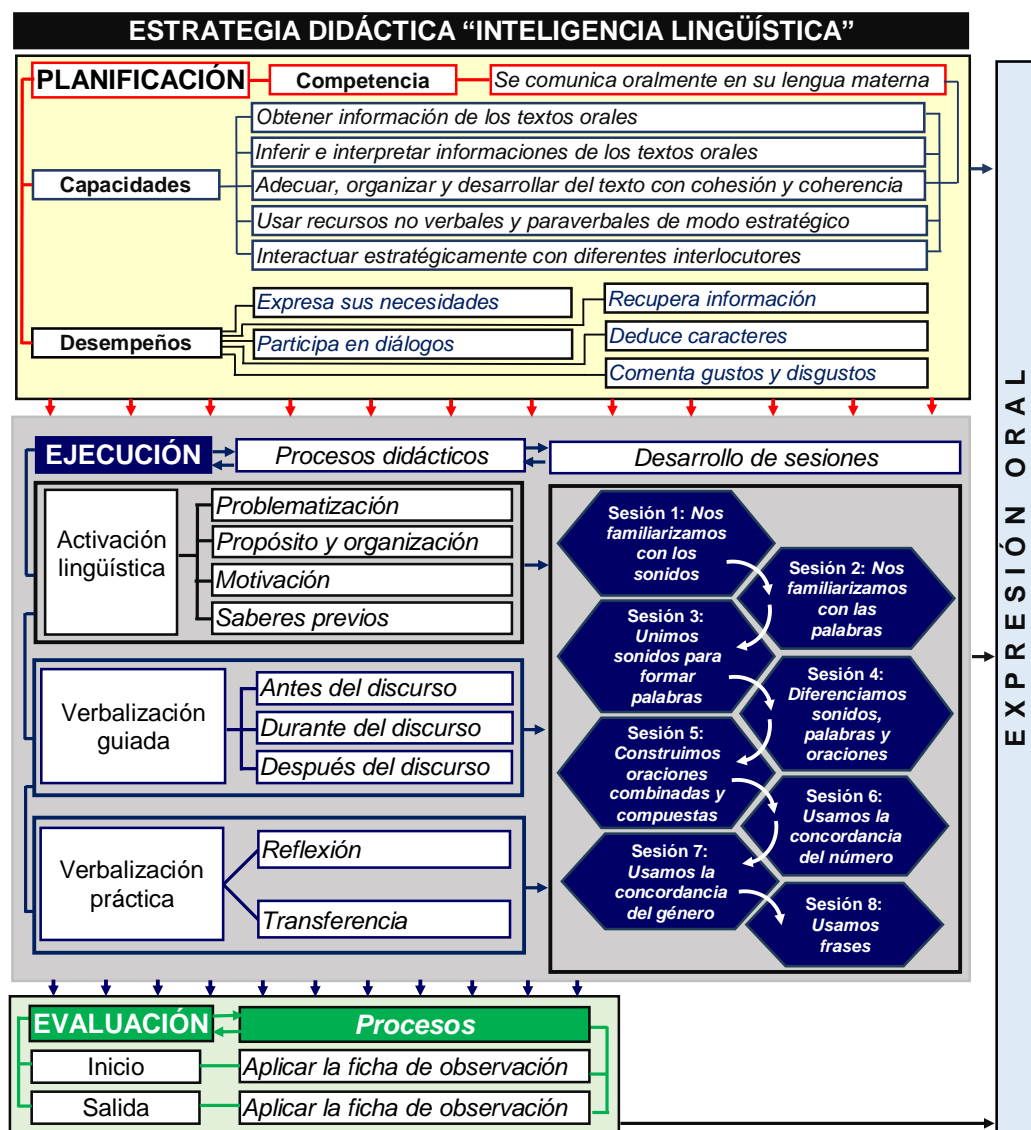 ESTRATEGIA DIDÁCTICA “INTELIGENCIA LINGÜÍSTICA”
PLANIFICACIÓN
Competencia
Se comunica oralmente en su lengua materna
Capacidades
Obtener información de los textos orales
Inferir e interpretar informaciones de los textos orales
Adecuar, organizar y desarrollar del texto con cohesión y coherencia
Usar recursos no verbales y paraverbales de modo estratégico
Interactuar estratégicamente con diferentes interlocutores
Desempeños
Expresa sus necesidades
Participa en diálogos
Recupera información
Deduce caracteres
Comenta gustos y disgustos
EJECUCIÓN
Procesos didácticos
Desarrollo de sesiones
Activación
lingüística
Problematización
Propósito y organización
Motivación
Saberes previos
Verbalización
guiada
Antes del discurso
Durante del discurso
Después del discurso
Verbalización
práctica
Reflexión
Transferencia
Sesión 1: Nos
familiarizamos
con los
sonidos
Sesión 2: Nos
familiarizamos
con las
palabras
Sesión 3:
Unimos
sonidos para
formar
palabras
Sesión 4:
Diferenciamos
sonidos,
palabras y
oraciones
Sesión 5:
Construimos
oraciones
combinadas y
compuestas
Sesión 6:
Usamos la
concordancia
del número
Sesión 7:
Usamos la
concordancia
del género
Sesión 8:
Usamos
frases
EVALUACIÓN
Procesos
Inicio
Aplicar la ficha de observación
Salida
Aplicar la ficha de observación
EXPRESIÓN ORAL